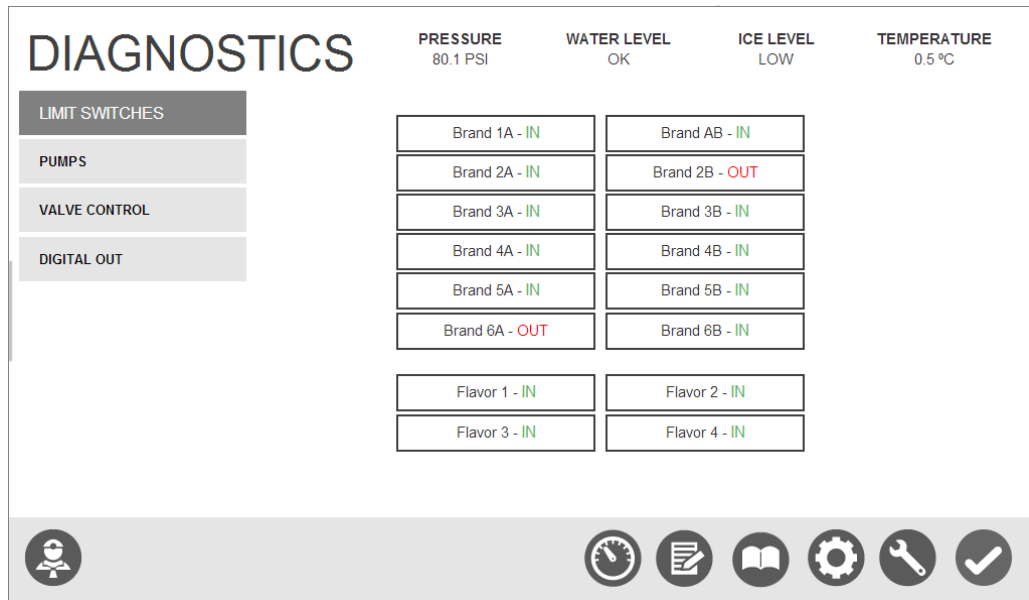 DIAGNOSTICS
PRESSURE WATER LEVEL ICE LEVEL TEMPERATURE
80.1 PSI OK LOW 0.5 ºC
LIMIT SWITCHES
PUMPS
VALVE CONTROL
DIGITAL OUT
Brand 1A - IN Brand AB - IN
Brand 2A - IN Brand 2B - OUT
Brand 3A - IN Brand 3B - IN
Brand 4A - IN Brand 4B - IN
Brand 5A - IN Brand 5B - IN
Brand 6A - OUT Brand 6B - IN
Flavor 1 - IN Flavor 2 - IN
Flavor 3 - IN Flavor 4 - IN